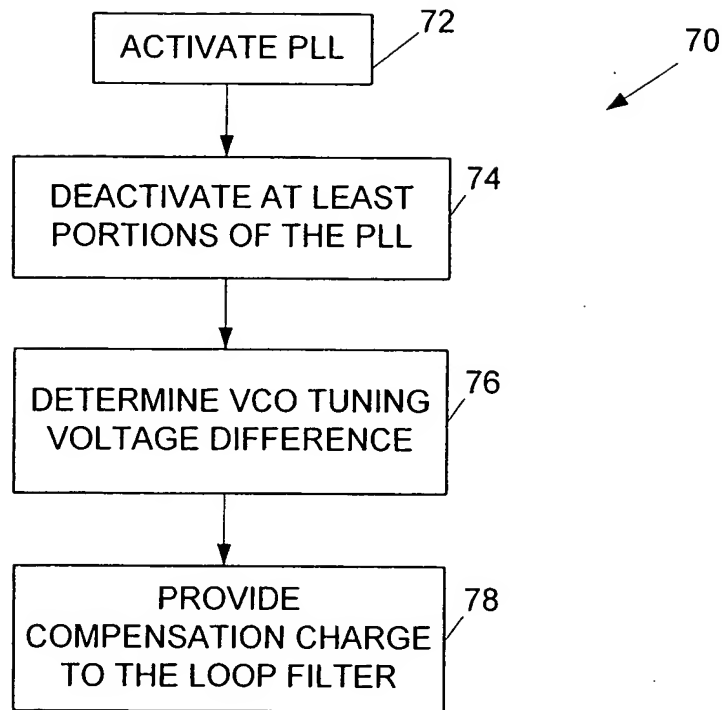 ACTIVATE PLL
72
70
DEACTIVATE AT LEAST
PORTIONS OF THE PLL
74
DETERMINE VCO TUNING
VOLTAGE DIFFERENCE
76
PROVIDE
COMPENSATION CHARGE
TO THE LOOP FILTER
78